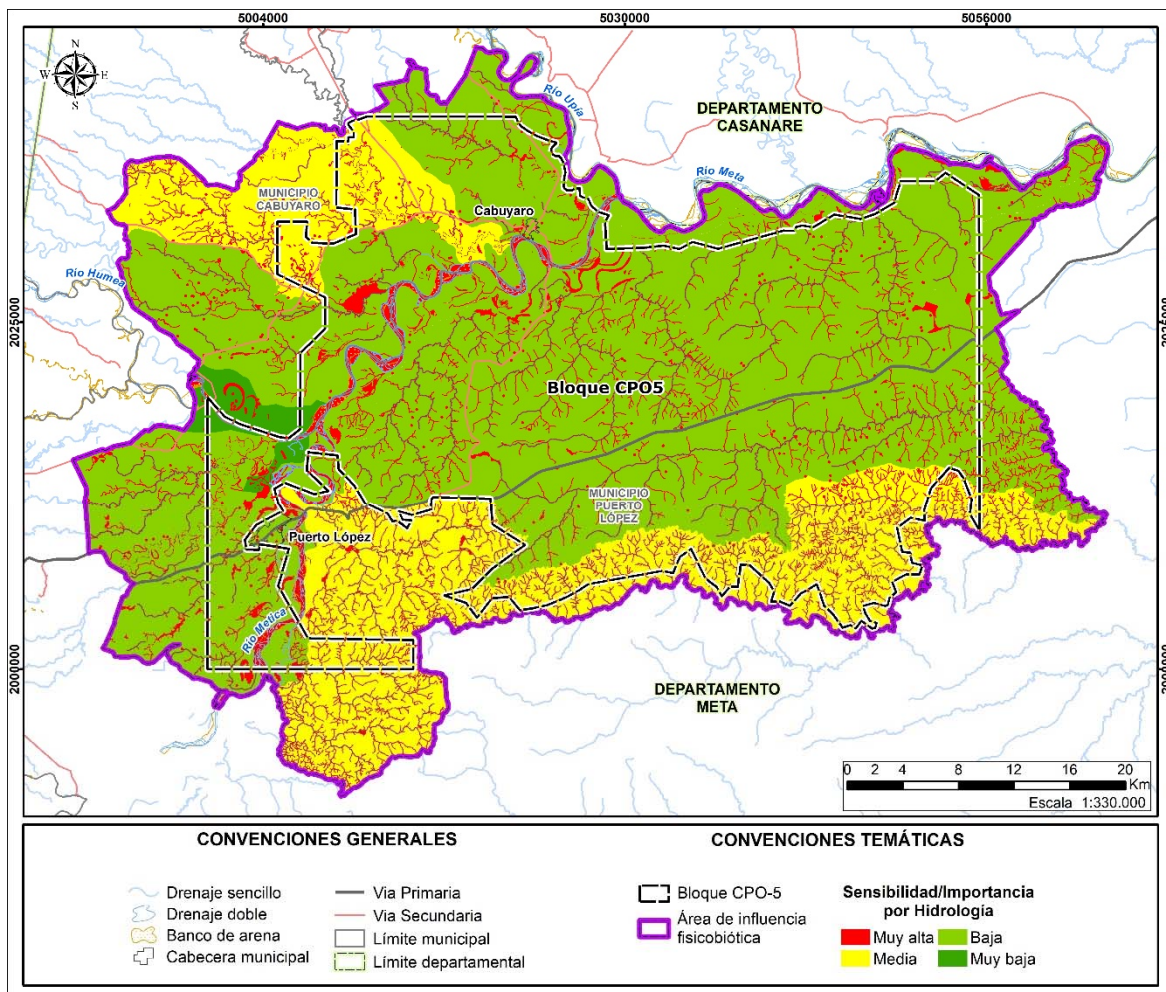 5004000
5030000
5056000
N
W
E
S
Río Upía
DEPARTAMENTO
CASANARE
Río Meta
MUNICIPIO
CABUYARO
Cabuyaro
Río Humea
2025000
2025000
Bloque CPO5
MUNICIPIO
PUERTO
LÓPEZ
Puerto López
Río Metica
2000000
2000000
DEPARTAMENTO
META
0 2 4 8 12 16 20
Km
Escala 1:330.000
CONVENCIONES GENERALES
Drenaje sencillo
Drenaje doble
Banco de arena
Cabecera municipal
Via Primaria
Via Secundaria
Límite municipal
Límite departamental
CONVENCIONES TEMÁTICAS
Bloque CPO-5
Área de influencia
fisicobiótica
Sensibilidad/Importancia
por Hidrología
Muy alta
Media
Baja
Muy baja